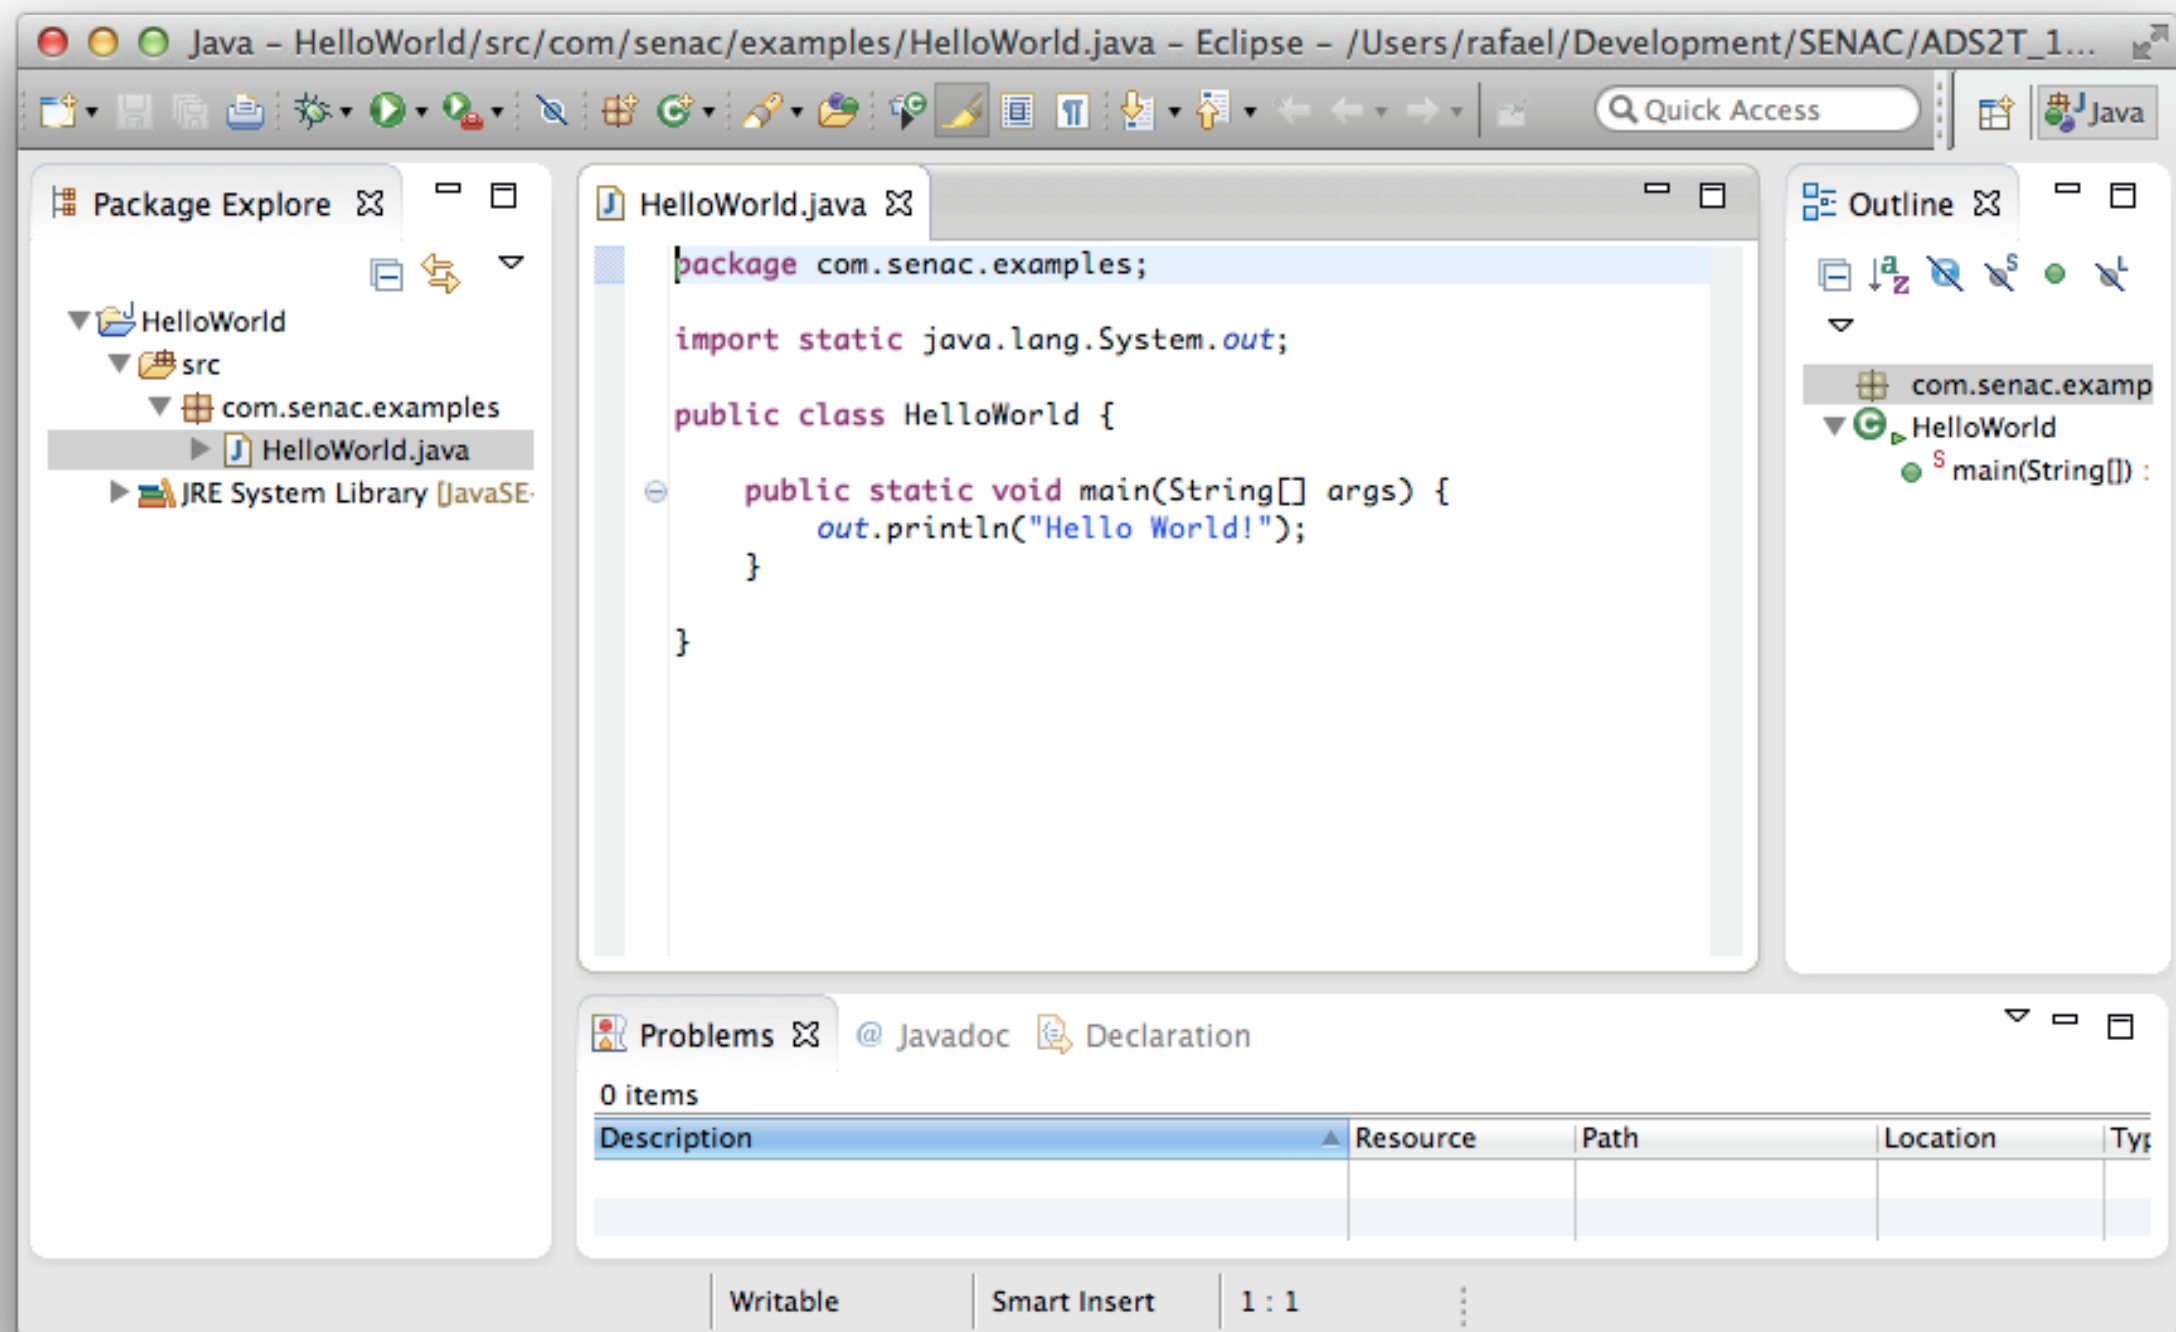 Java – HelloWorld/src/com/senac/examples/HelloWorld.java – Eclipse – /Users/rafael/Development/SENAC/ADS2T_1...
Quick Access
Java
Package Explore
HelloWorld
src
com.senac.examples
HelloWorld.java
JRE System Library [JavaSE-
HelloWorld.java
package com.senac.examples;
import static java.lang.System.out;
public class HelloWorld {
public static void main(String[] args) {
out.println("Hello World!");
}
}
Outline
com.senac.examp
HelloWorld
main(String[]) :
Problems @ Javadoc Declaration
0 items
Description Resource Path Location Typ
Writable Smart Insert 1 : 1